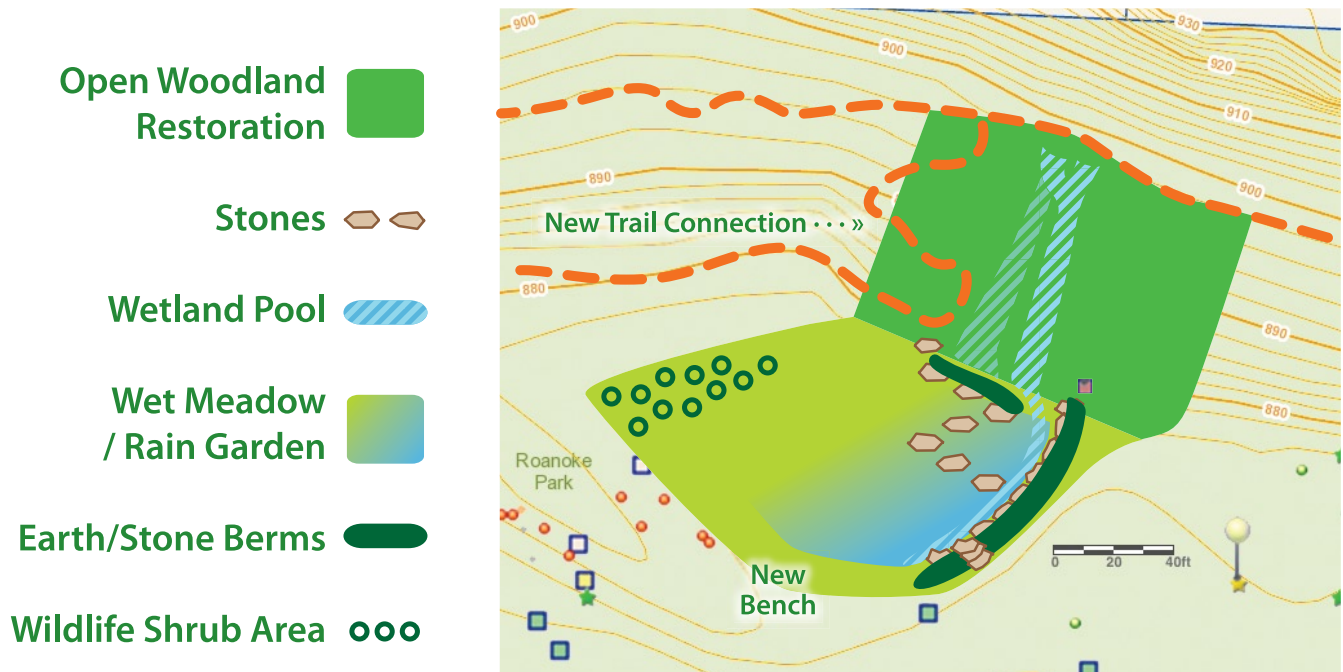 Open Woodland
Restoration
Stones
Wetland Pool
Wet Meadow
/ Rain Garden
Earth/Stone Berms
Wildlife Shrub Area
900
930
900
920
910
890
900
New Trail Connection · · · »
880
890
880
Roanoke
Park
New
Bench
0 20 40ft